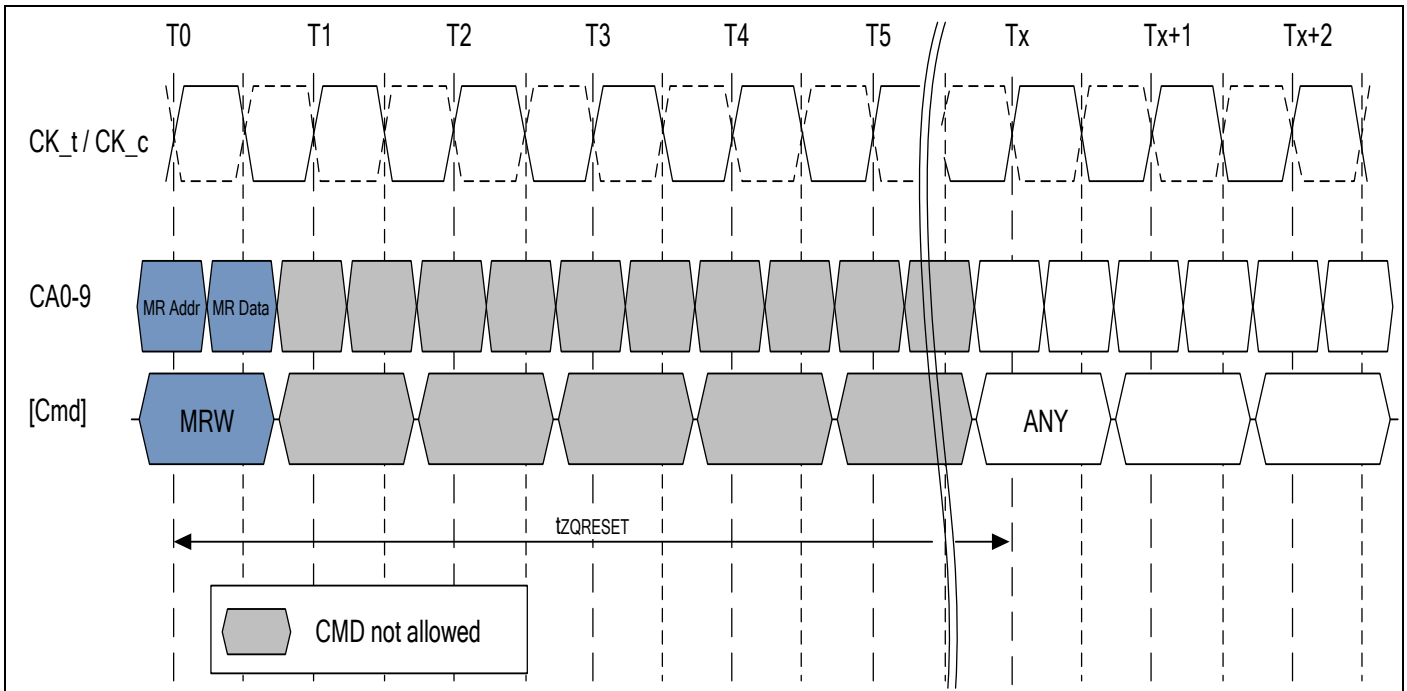 T0 T1 T2 T3 T4 T5 Tx Tx+1 Tx+2
CK_t / CK_c
CA0-9 MR Addr MR Data
[Cmd] MRW ANY
tZQRESET
CMD not allowed